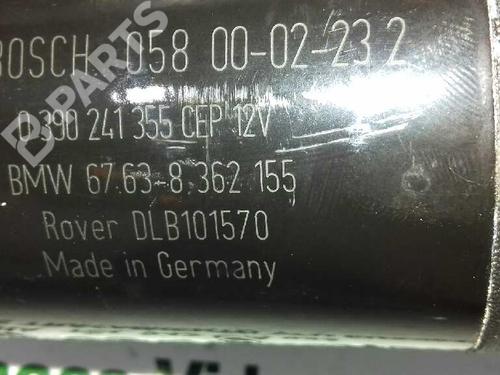 BOSCH 058 00-02-23 2
0 390 241 355 CEP 12V
BMW 67.63-8 362 155
Rover DLB101570
Made in Germany
B-PARTS